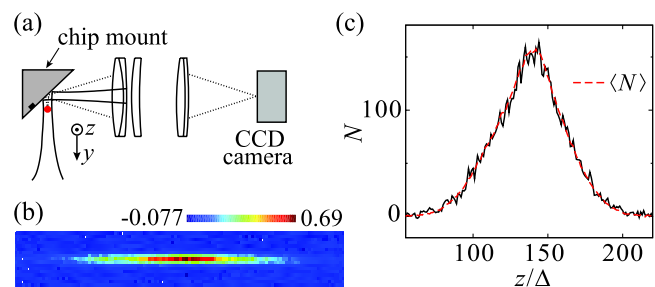 (a)
chip mount
z
y
CCD
camera
(b)
-0.077
0.69
(c)
N
⟨N⟩
100
0
100
150
200
z/Δ